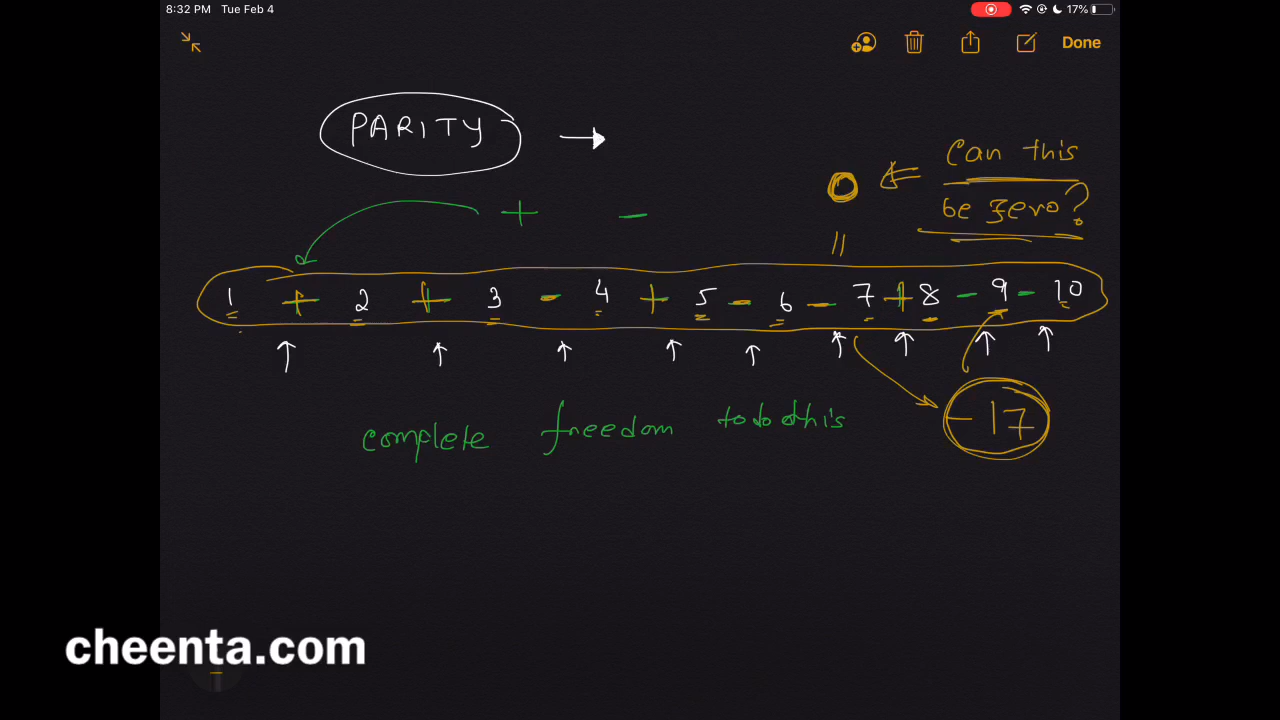 8:32 PM Tue Feb 4 17%
Done
PARITY →
Can this
be zero?
0 ←
+ -
=
1 + 2 + 3 - 4 + 5 - 6 - 7 + 8 - 9 - 10
-17
complete freedom to do this
cheenta.com